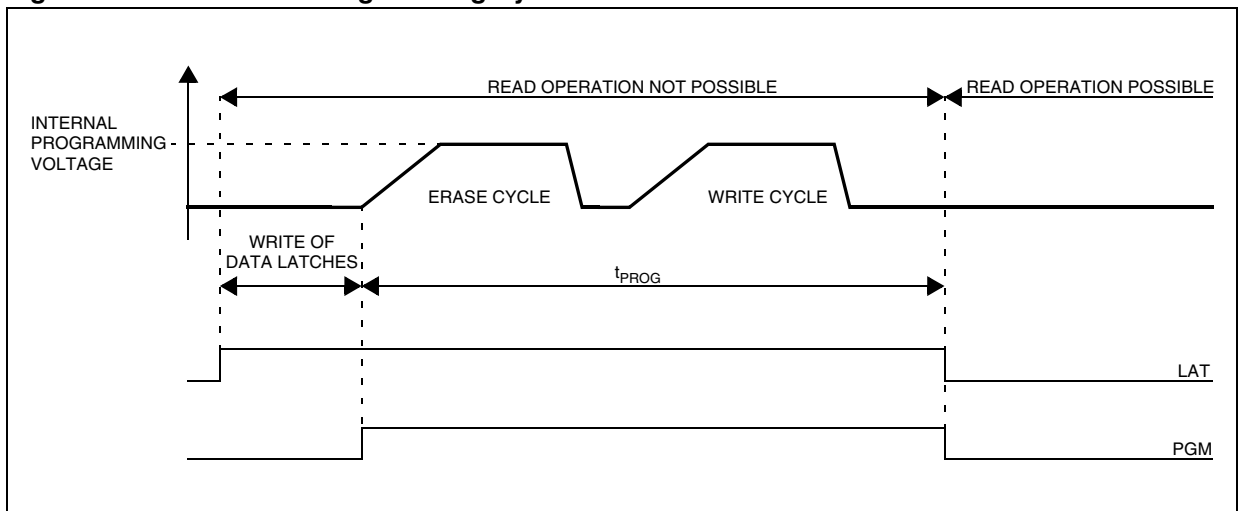 READ OPERATION NOT POSSIBLE
READ OPERATION POSSIBLE
INTERNAL
PROGRAMMING
VOLTAGE
ERASE CYCLE
WRITE CYCLE
WRITE OF
DATA LATCHES
tPROG
LAT
PGM